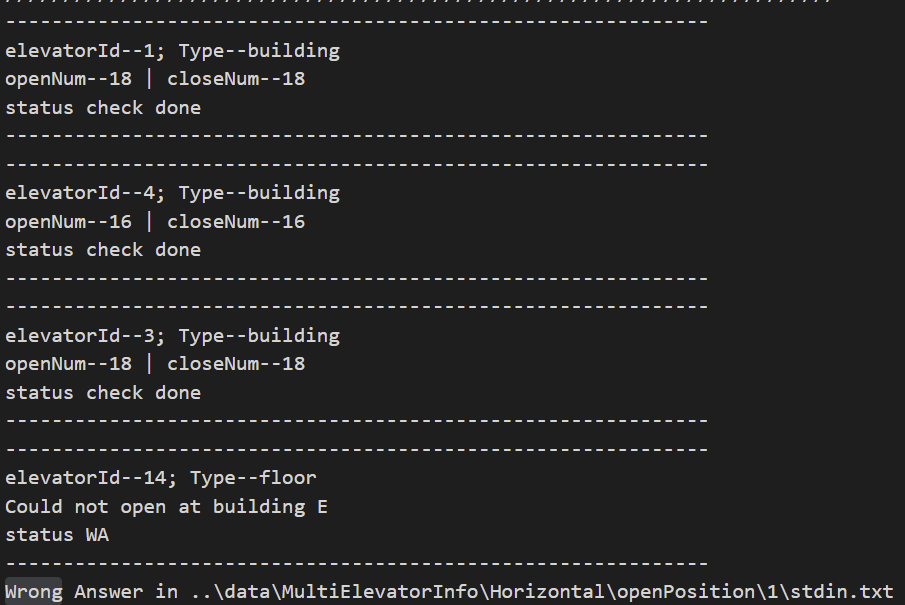 ------------------------------------------------------------
elevatorId--1; Type--building
openNum--18 | closeNum--18
status check done
------------------------------------------------------------
------------------------------------------------------------
elevatorId--4; Type--building
openNum--16 | closeNum--16
status check done
------------------------------------------------------------
------------------------------------------------------------
elevatorId--3; Type--building
openNum--18 | closeNum--18
status check done
------------------------------------------------------------
------------------------------------------------------------
elevatorId--14; Type--floor
Could not open at building E
status WA
------------------------------------------------------------
Wrong Answer in ..\data\MultiElevatorInfo\Horizontal\openPosition\1\stdin.txt